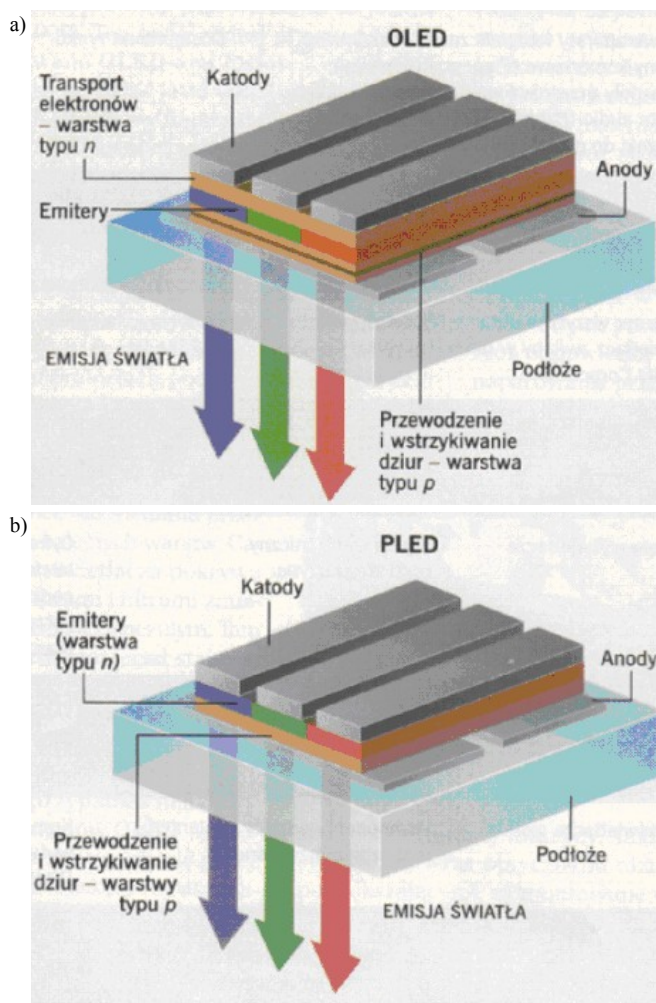 a)
OLED
Transport
elektronów
– warstwa
typu n
Katody
Anody
Emitery
EMISJA ŚWIATŁA
Podłoże
Przewodzenie
i wstrzykiwanie
dziur – warstwa
typu p
b)
PLED
Katody
Emitery
(warstwa
typu n)
Anody
Przewodzenie
i wstrzykiwanie
dziur – warstwy
typu p
Podłoże
EMISJA ŚWIATŁA